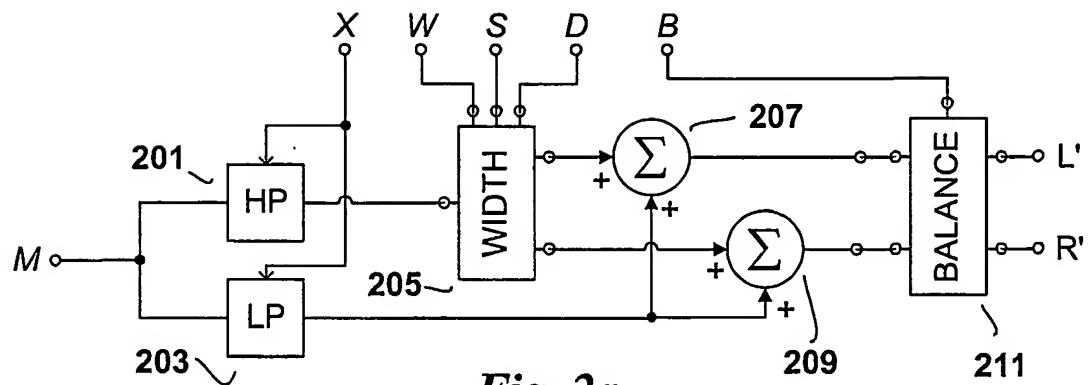 X W S D B
207
201
HP
Σ
L'
+
+
WIDTH
BALANCE
M
Σ
R'
205
+
LP
+
203
209
211